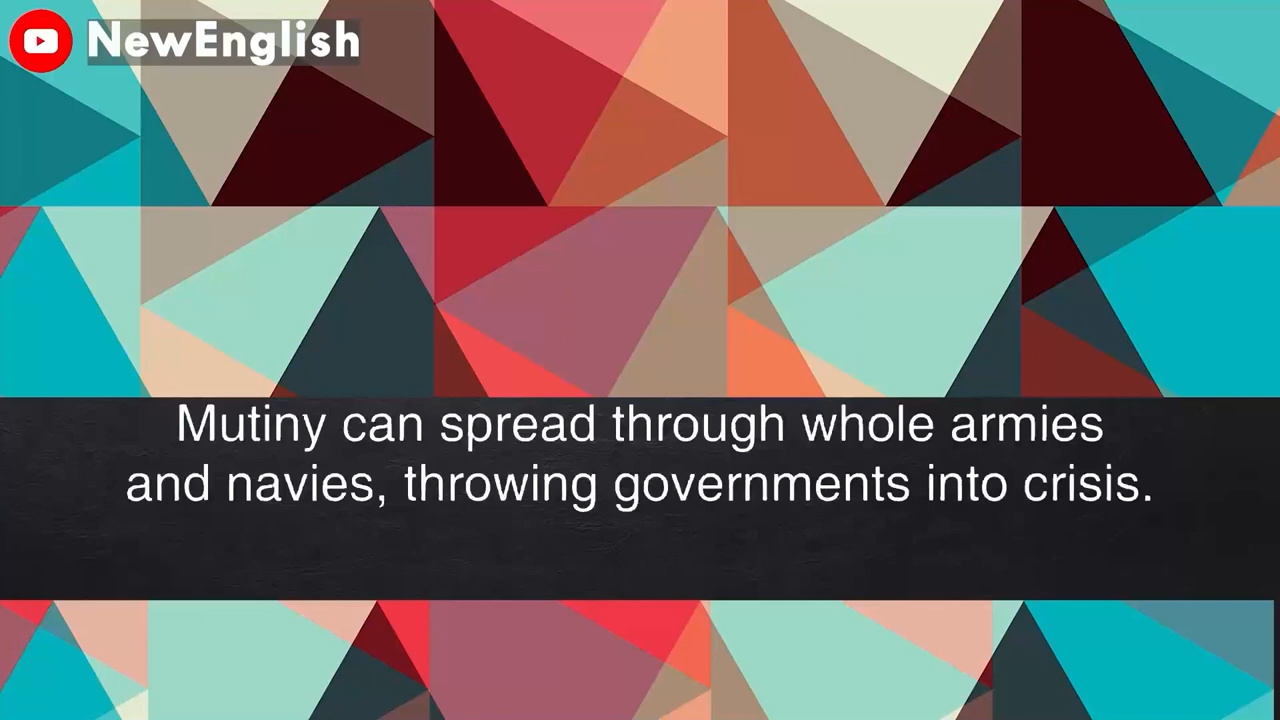 NewEnglish
Mutiny can spread through whole armies
and navies, throwing governments into crisis.